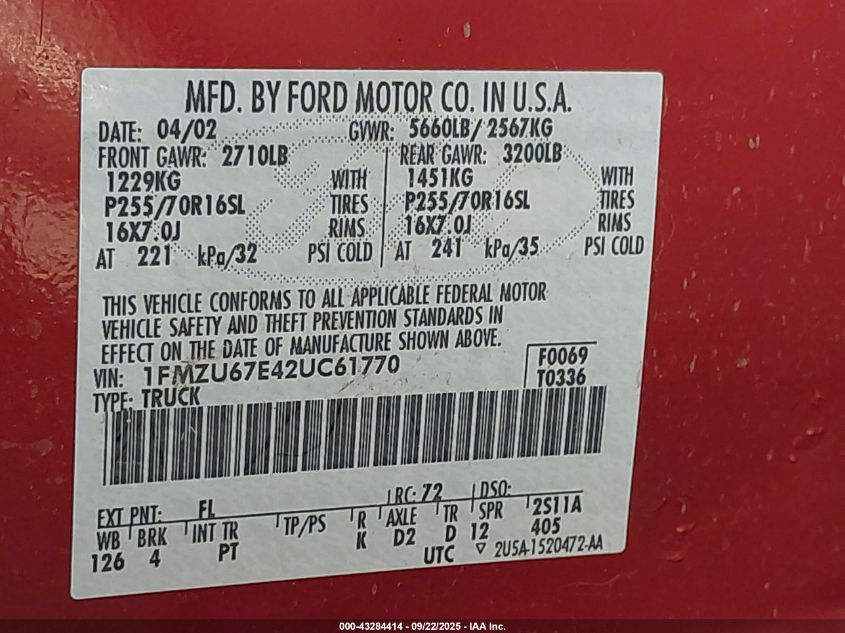 MFD. BY FORD MOTOR CO. IN U.S.A.
DATE: 04/02 GVWR: 5660LB/ 2567KG
FRONT GAWR: 2710LB REAR GAWR: 3200LB
1229KG WITH 1451KG WITH
P255/70R16SL TIRES P255/70R16SL TIRES
16X7.0J RIMS 16X7.0J RIMS
AT 221 kPa/32 PSI COLD AT 241 kPa/35 PSI COLD
THIS VEHICLE CONFORMS TO ALL APPLICABLE FEDERAL MOTOR
VEHICLE SAFETY AND THEFT PREVENTION STANDARDS IN
EFFECT ON THE DATE OF MANUFACTURE SHOWN ABOVE.
VIN: 1FMZU67E42UC61770 F0069
TYPE: TRUCK T0336
EXT PNT: FL RC: 72 DSO:
WB BRK INT TR TP/PS R AXLE TR SPR 2S11A
126 4 PT K D2 D 12 405
UTC 2U5A-1520472-AA
000-43284414 - 09/22/2025 - IAA Inc.